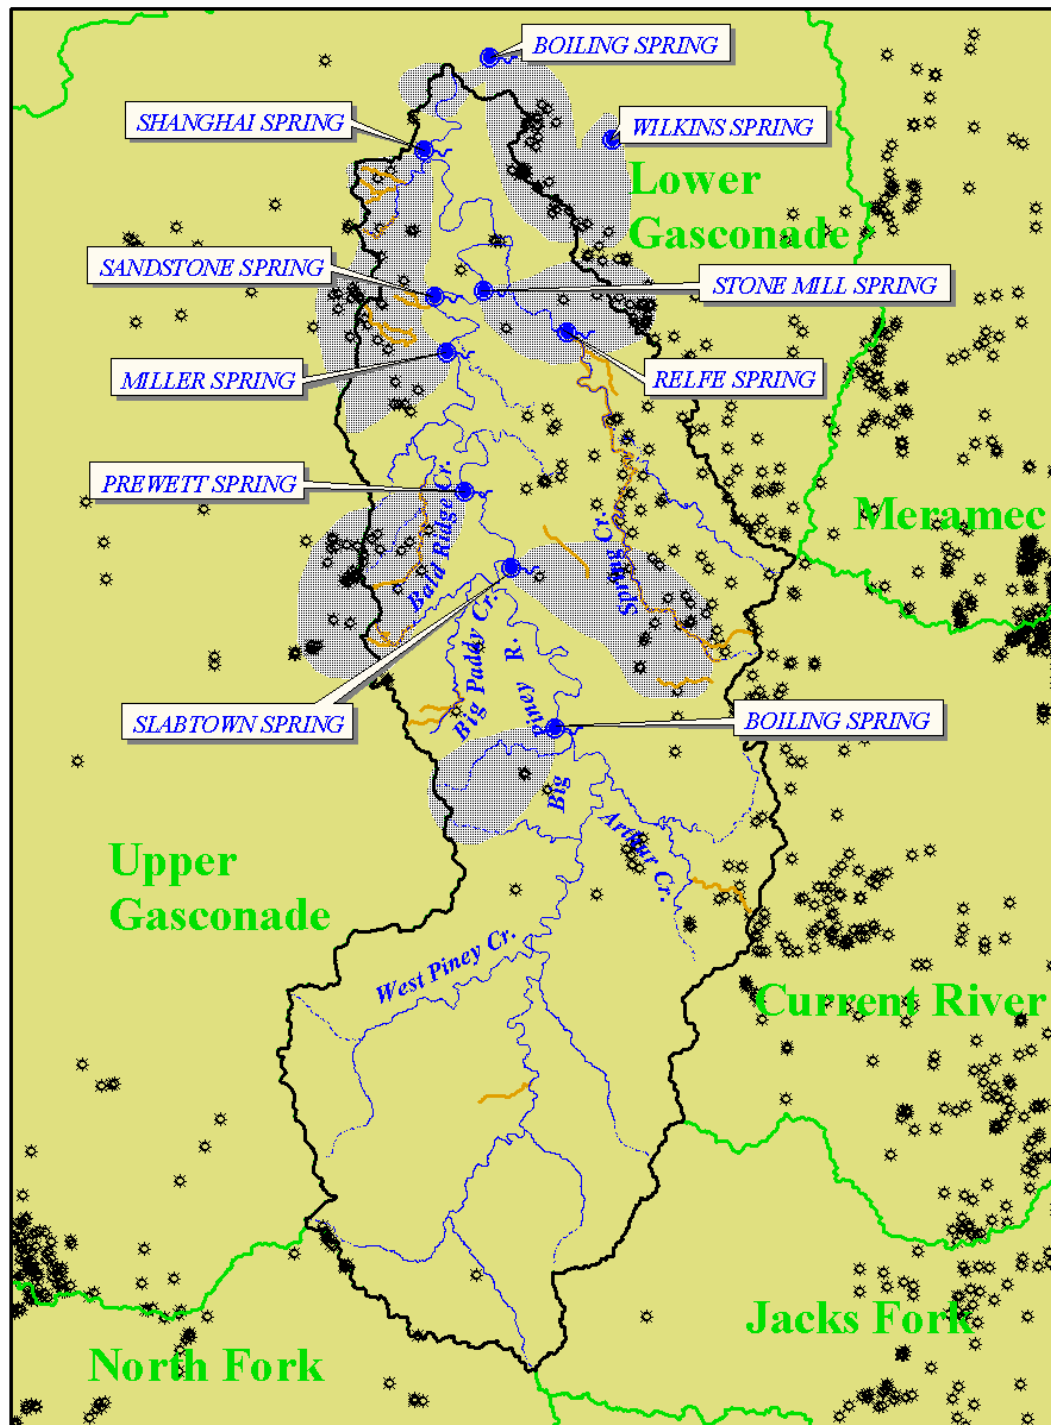 BOILING SPRING
SHANGHAI SPRING
WILKINS SPRING
Lower
Gasconade
SANDSTONE SPRING
STONE MILL SPRING
MILLER SPRING
RELFE SPRING
PREWETT SPRING
Bald Ridge Cr.
Meramec
Spring Cr.
Big Paddy Cr.
SLABTOWN SPRING
BOILING SPRING
Big Piney R.
Arthur Cr.
Upper
Gasconade
West Piney Cr.
Current River
Jacks Fork
North Fork